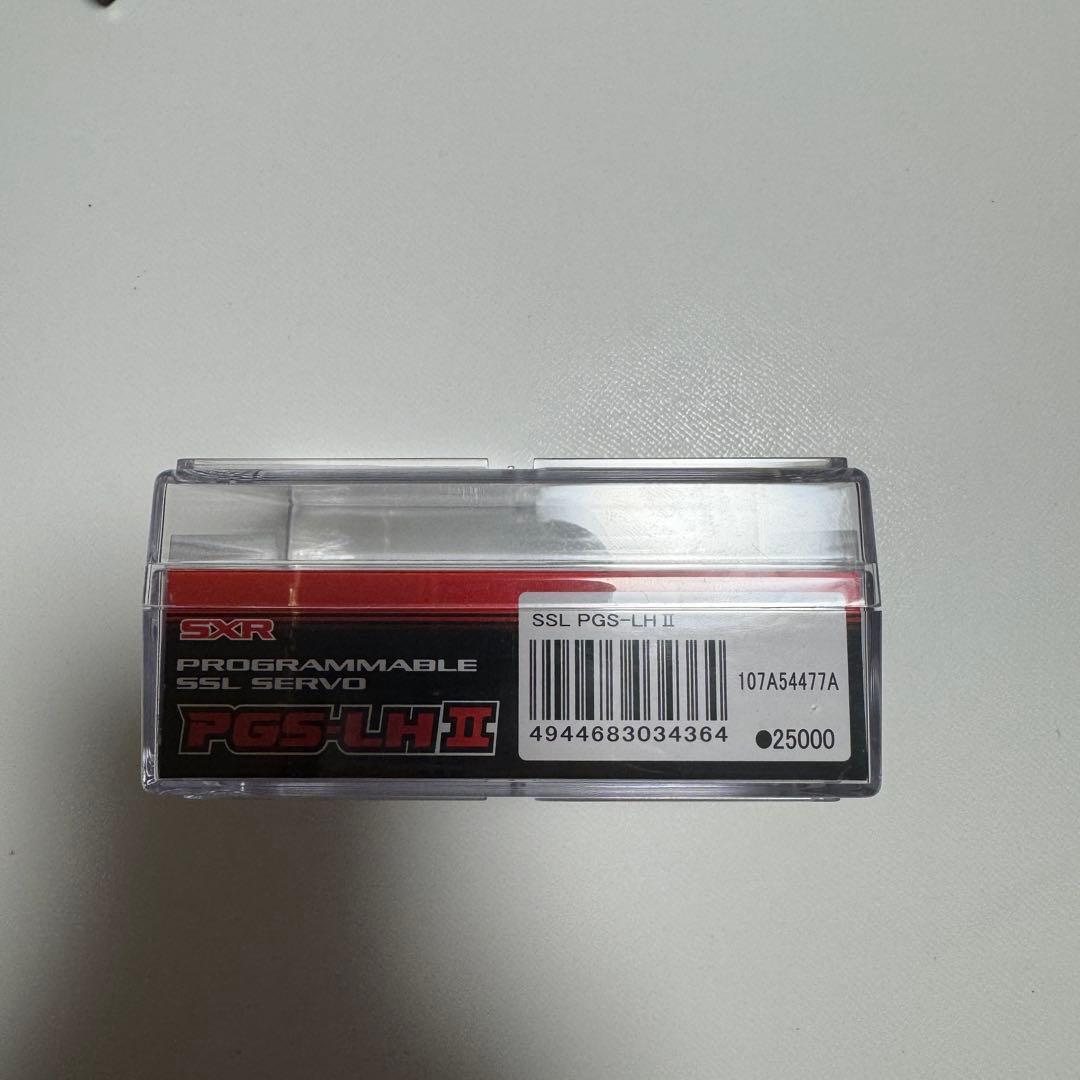 SXR
PROGRAMMABLE
SSL SERVO
PGS-LH II
SSL PGS-LH II
4944683034364
107A54477A
●25000